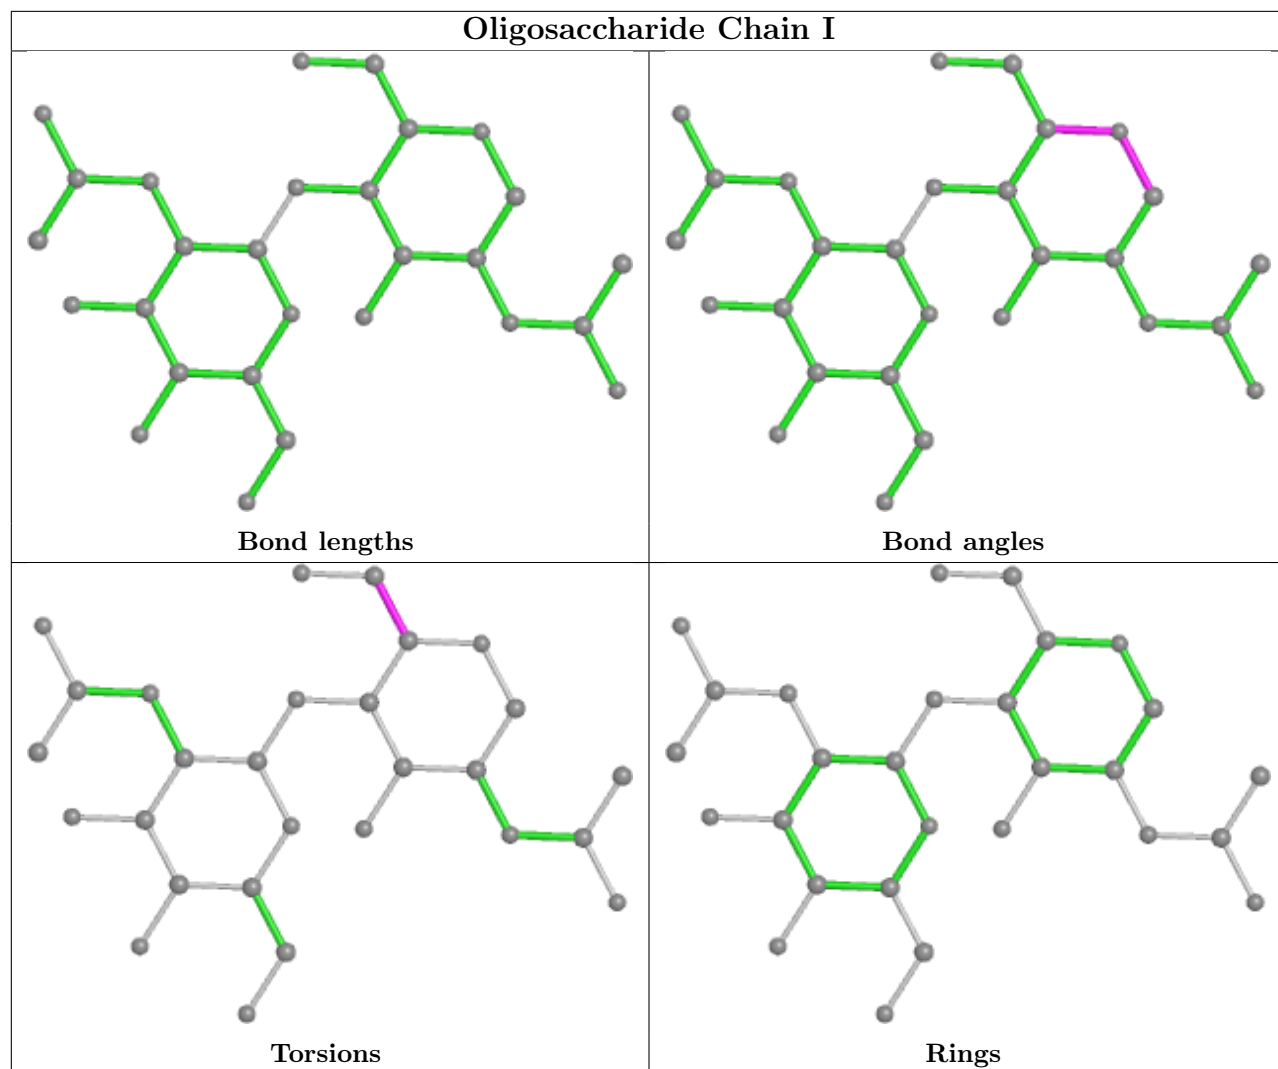 Oligosaccharide Chain I
Bond lengths
Bond angles
Torsions
Rings